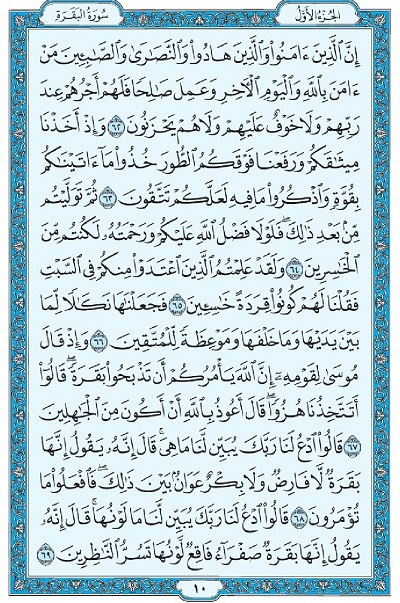 الجزء الأول
سورة البقرة
إِنَّ ٱلَّذِينَ ءَامَنُوا۟ وَٱلَّذِينَ هَادُوا۟ وَٱلنَّصَـٰرَىٰ وَٱلصَّـٰبِـِٔينَ مَنْ
ءَامَنَ بِٱللَّهِ وَٱلْيَوْمِ ٱلْـَٔاخِرِ وَعَمِلَ صَـٰلِحًا فَلَهُمْ أَجْرُهُمْ عِندَ
رَبِّهِمْ وَلَا خَوْفٌ عَلَيْهِمْ وَلَا هُمْ يَحْزَنُونَ ٦٢ وَإِذْ أَخَذْنَا
مِيثَـٰقَكُمْ وَرَفَعْنَا فَوْقَكُمُ ٱلطُّورَ خُذُوا۟ مَآ ءَاتَيْنَـٰكُم
بِقُوَّةٍ وَٱذْكُرُوا۟ مَا فِيهِ لَعَلَّكُمْ تَتَّقُونَ ٦٣ ثُمَّ تَوَلَّيْتُم
مِّنۢ بَعْدِ ذَٰلِكَ ۖ فَلَوْلَا فَضْلُ ٱللَّهِ عَلَيْكُمْ وَرَحْمَتُهُۥ لَكُنتُم مِّنَ
ٱلْخَـٰسِرِينَ ٦٤ وَلَقَدْ عَلِمْتُمُ ٱلَّذِينَ ٱعْتَدَوْا۟ مِنكُمْ فِى ٱلسَّبْتِ
فَقُلْنَا لَهُمْ كُونُوا۟ قِرَدَةً خَـٰسِـِٔينَ ٦٥ فَجَعَلْنَـٰهَا نَكَـٰلًا لِّمَا
بَيْنَ يَدَيْهَا وَمَا خَلْفَهَا وَمَوْعِظَةً لِّلْمُتَّقِينَ ٦٦ وَإِذْ قَالَ
مُوسَىٰ لِقَوْمِهِۦٓ إِنَّ ٱللَّهَ يَأْمُرُكُمْ أَن تَذْبَحُوا۟ بَقَرَةً ۖ قَالُوٓا۟
أَتَتَّخِذُنَا هُزُوًا ۖ قَالَ أَعُوذُ بِٱللَّهِ أَنْ أَكُونَ مِنَ ٱلْجَـٰهِلِينَ
٦٧ قَالُوا۟ ٱدْعُ لَنَا رَبَّكَ يُبَيِّن لَّنَا مَا هِىَ ۚ قَالَ إِنَّهُۥ يَقُولُ إِنَّهَا
بَقَرَةٌ لَّا فَارِضٌ وَلَا بِكْرٌ عَوَانٌۢ بَيْنَ ذَٰلِكَ ۖ فَٱفْعَلُوا۟ مَا
تُؤْمَرُونَ ٦٨ قَالُوا۟ ٱدْعُ لَنَا رَبَّكَ يُبَيِّن لَّنَا مَا لَوْنُهَا ۚ قَالَ إِنَّهُۥ
يَقُولُ إِنَّهَا بَقَرَةٌ صَفْرَآءُ فَاقِعٌ لَّوْنُهَا تَسُرُّ ٱلنَّـٰظِرِينَ ٦٩
١٠